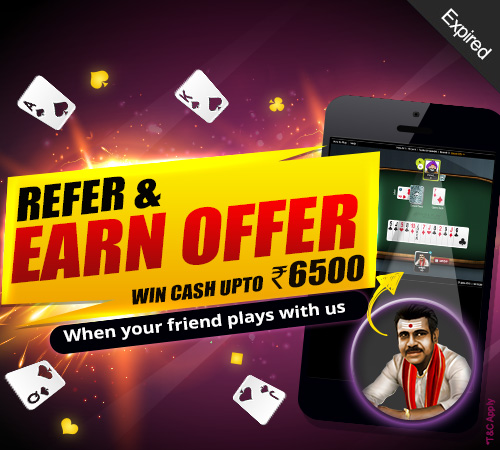 Expired
A
K
REFER &
EARN OFFER
WIN CASH UPTO ₹6500
When your friend plays with us
Q
J
*T&C Apply